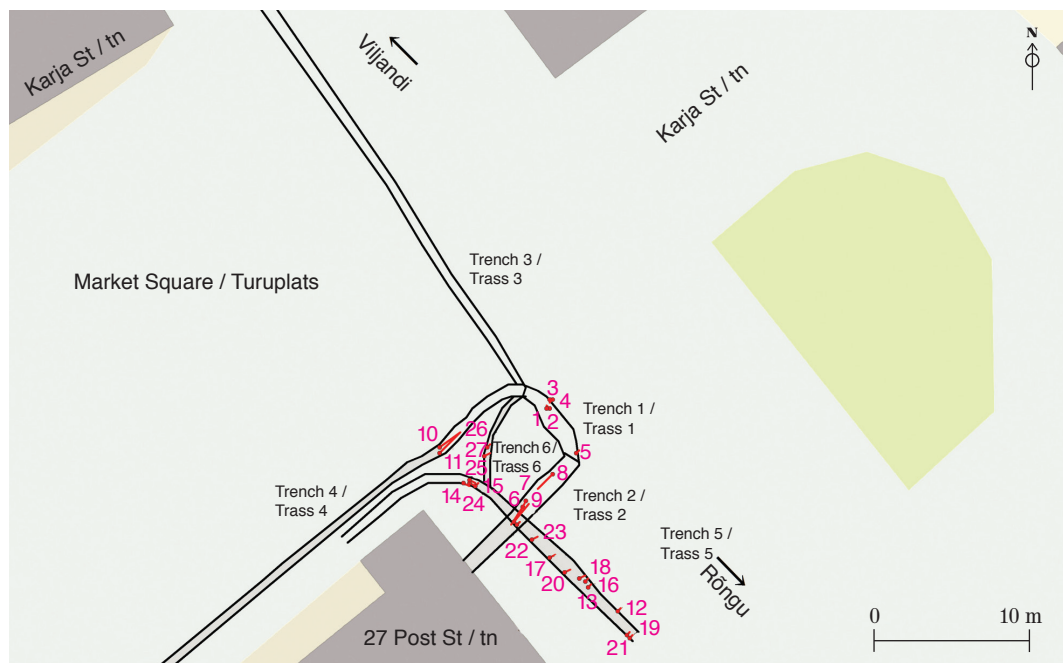 Karja St / tn
Viljandi
Karja St / tn
N
Trench 3 /
Trass 3
Market Square / Turuplats
3
4
1
2
Trench 1 /
Trass 1
10
26
11
27
5
Trench 6 /
Trass 6
25
8
7
14
24
15
6
9
Trench 4 /
Trass 4
Trench 2 /
Trass 2
23
22
Trench 5 /
Trass 5
Rõngu
17
20
18
16
13
12
19
21
27 Post St / tn
0
10 m